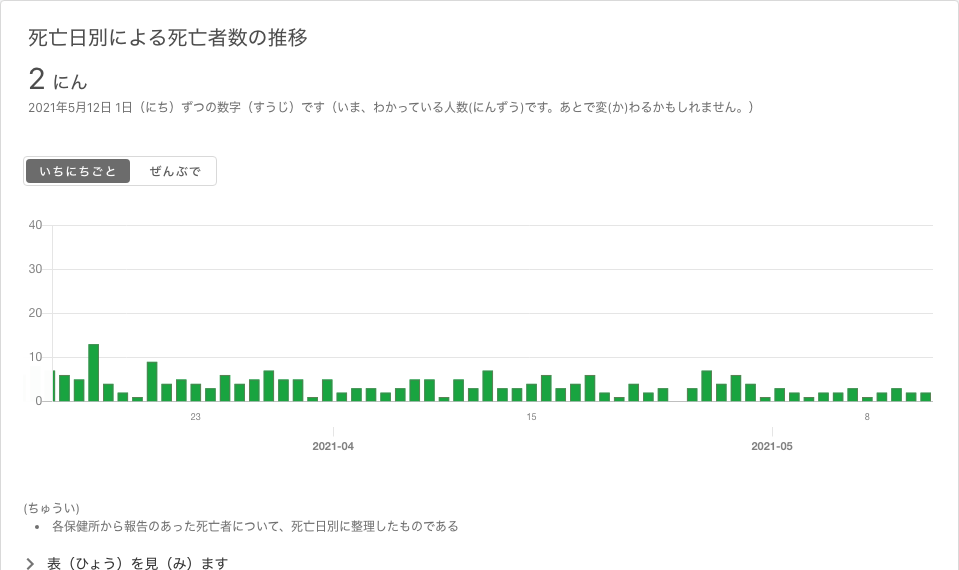 死亡日別による死亡者数の推移
2 にん
2021年5月12日 1日（にち）ずつの数字（すうじ）です（いま、わかっている人数(にんずう)です。あとで変(か)わるかもしれません。）
いちにちごと ぜんぶで
40
30
20
10
0
23 15 8
2021-04 2021-05
(ちゅうい)
• 各保健所から報告のあった死亡者について、死亡日別に整理したものである
表（ひょう）を見（み）ます